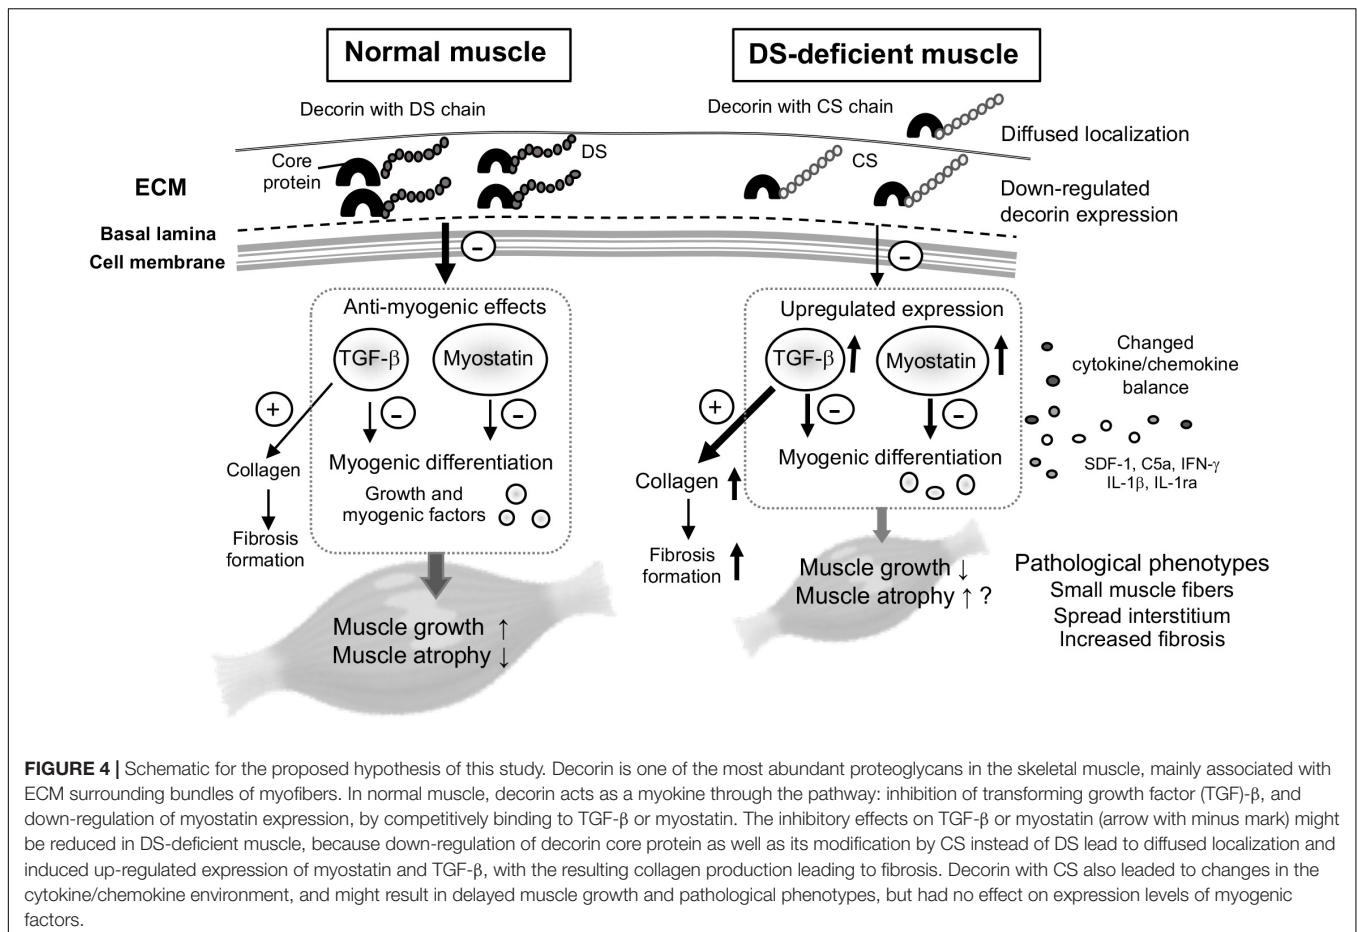 Normal muscle
Decorin with DS chain
Core
protein
DS
ECM
Basal lamina
Cell membrane
-
Anti-myogenic effects
TGF-β
Myostatin
+
-
-
Collagen
Myogenic differentiation
Growth and
myogenic factors
Fibrosis
formation
Muscle growth ↑
Muscle atrophy ↓
DS-deficient muscle
Decorin with CS chain
Diffused localization
CS
Down-regulated
decorin expression
-
Upregulated expression
TGF-β
Myostatin
Changed
cytokine/chemokine
balance
+
-
-
Myogenic differentiation
SDF-1, C5a, IFN-γ
IL-1β, IL-1ra
Collagen
Fibrosis
formation
Muscle growth ↓
Muscle atrophy ↑ ?
Pathological phenotypes
Small muscle fibers
Spread interstitium
Increased fibrosis
FIGURE 4 | Schematic for the proposed hypothesis of this study. Decorin is one of the most abundant proteoglycans in the skeletal muscle, mainly associated with
ECM surrounding bundles of myofibers. In normal muscle, decorin acts as a myokine through the pathway: inhibition of transforming growth factor (TGF)-β, and
down-regulation of myostatin expression, by competitively binding to TGF-β or myostatin. The inhibitory effects on TGF-β or myostatin (arrow with minus mark) might
be reduced in DS-deficient muscle, because down-regulation of decorin core protein as well as its modification by CS instead of DS lead to diffused localization and
induced up-regulated expression of myostatin and TGF-β, with the resulting collagen production leading to fibrosis. Decorin with CS also leaded to changes in the
cytokine/chemokine environment, and might result in delayed muscle growth and pathological phenotypes, but had no effect on expression levels of myogenic
factors.